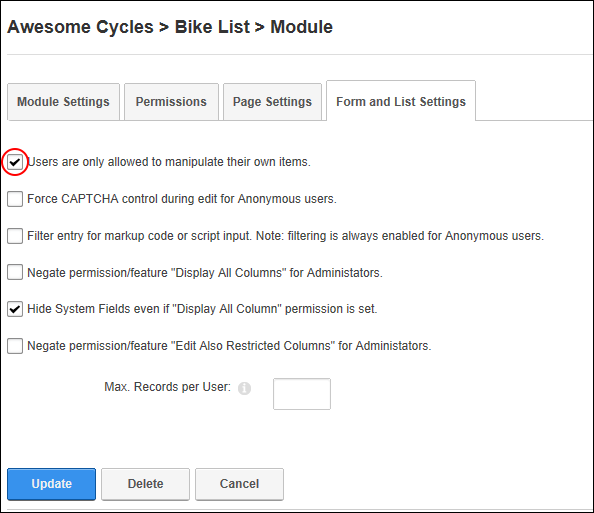 Awesome Cycles > Bike List > Module
Module Settings Permissions Page Settings Form and List Settings
Users are only allowed to manipulate their own items.
Force CAPTCHA control during edit for Anonymous users.
Filter entry for markup code or script input. Note: filtering is always enabled for Anonymous users.
Negate permission/feature "Display All Columns" for Administators.
Hide System Fields even if "Display All Column" permission is set.
Negate permission/feature "Edit Also Restricted Columns" for Administators.
Max. Records per User:
Update Delete Cancel